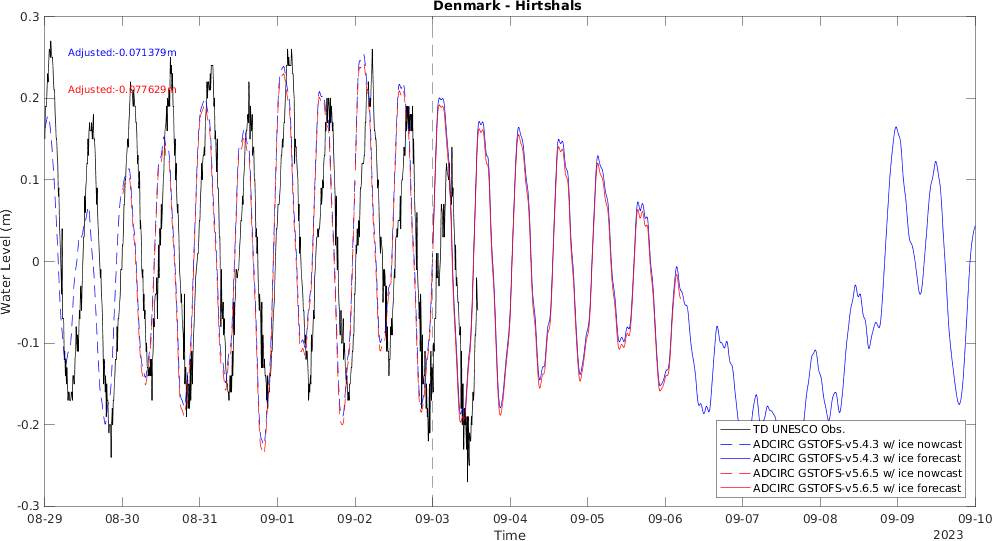 Denmark - Hirtshals
0.3
0.2
0.1
0
-0.1
-0.2
-0.3
Water Level (m)
Adjusted:-0.071379m
Adjusted:-0.077629m
TD UNESCO Obs.
ADCIRC GSTOFS-v5.4.3 w/ ice nowcast
ADCIRC GSTOFS-v5.4.3 w/ ice forecast
ADCIRC GSTOFS-v5.6.5 w/ ice nowcast
ADCIRC GSTOFS-v5.6.5 w/ ice forecast
08-29 08-30 08-31 09-01 09-02 09-03 09-04 09-05 09-06 09-07 09-08 09-09 09-10
Time
2023